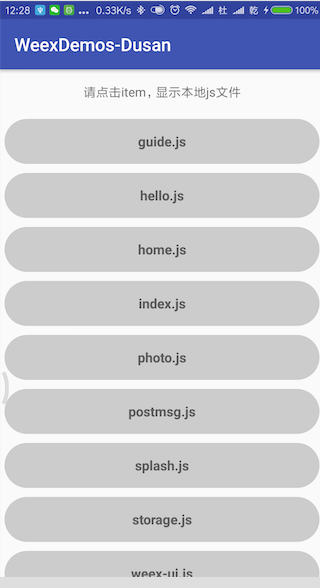 12:28 ... 0.33K/s 杜 乾 100%
WeexDemos-Dusan
请点击item，显示本地js文件
guide.js
hello.js
home.js
index.js
photo.js
postmsg.js
splash.js
storage.js
weex-ui.js